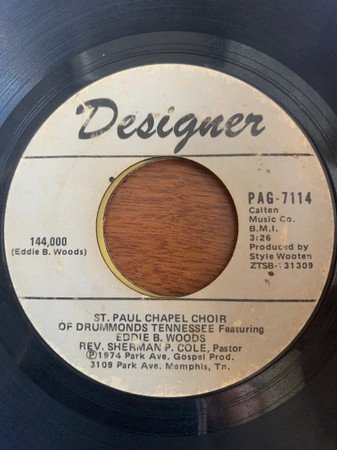 Designer
144,000
(Eddie B. Woods)
PAG-7114
Calten
Music Co.
B.M.I.
3:26
Produced by
Style Wooten
ZTSB-131309
ST. PAUL CHAPEL CHOIR
OF DRUMMONDS TENNESSEE Featuring
EDDIE B. WOODS
REV. SHERMAN P. COLE, Pastor
Ⓟ1974 Park Ave. Gospel Prod.
3109 Park Ave. Memphis, Tn.